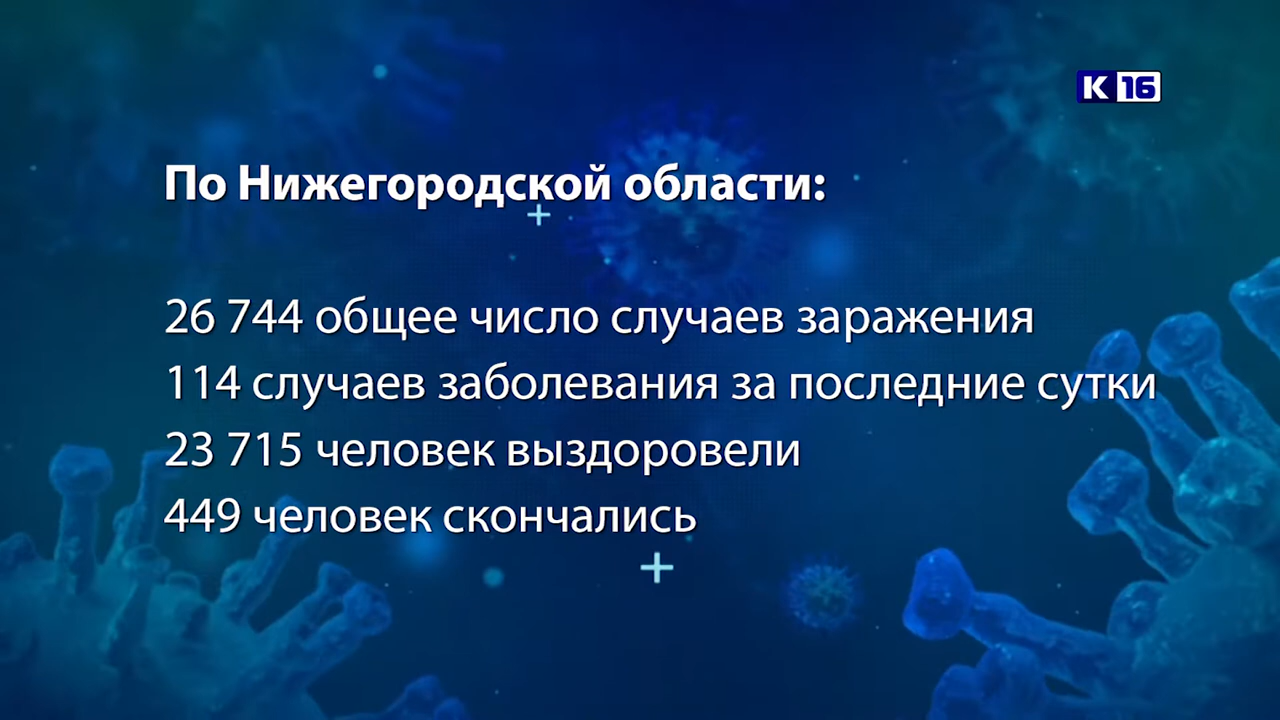 К 16
По Нижегородской области:
26 744 общее число случаев заражения
114 случаев заболевания за последние сутки
23 715 человек выздоровели
449 человек скончались